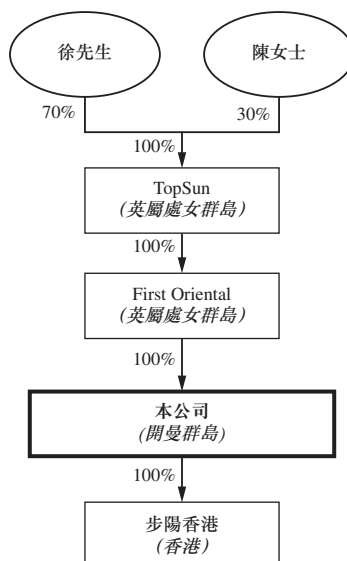 徐先生
陳女士
70%
30%
100%
TopSun
(英屬處女群島)
100%
First Oriental
(英屬處女群島)
100%
本公司
(開曼群島)
100%
步陽香港
(香港)